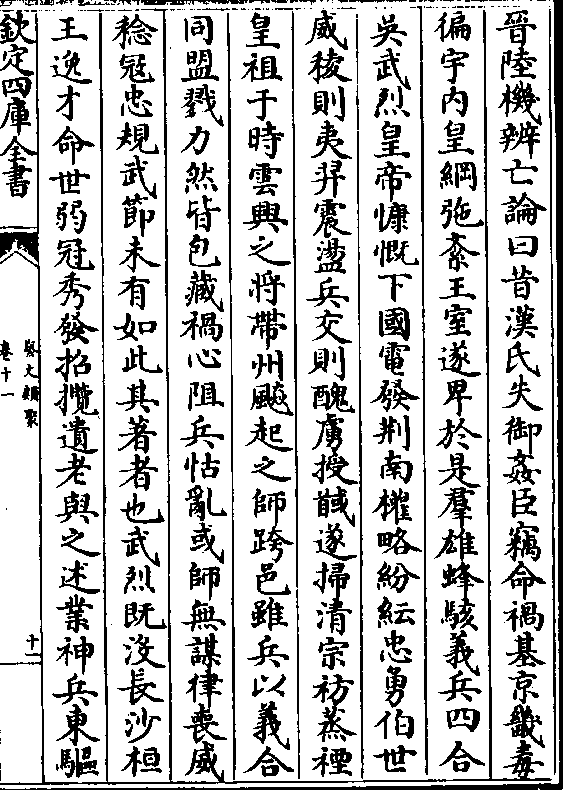 晉陸機辨亡論曰昔漢氏失御姦臣竊命禍基京畿毒
徧宇内皇綱弛紊王室遂卑於是羣雄蜂駭義兵四合
吳武烈皇帝慷慨下國電發荆南權略紛紜忠勇伯世
威稜則夷羿震盪兵交則醜虜授馘遂掃清宗祊蒸禋
皇祖于時雲興之將帶州飈起之師跨邑雖兵以義合
同盟戮力然皆包藏禍心阻兵怙亂或師無謀律喪威
稔冦忠規武節未有如此其著者也武烈既没長沙桓
王逸才命世弱冠秀發招攬遺老與之述業神兵東驅
欽定四庫全書
藝文類聚
卷十一
十一